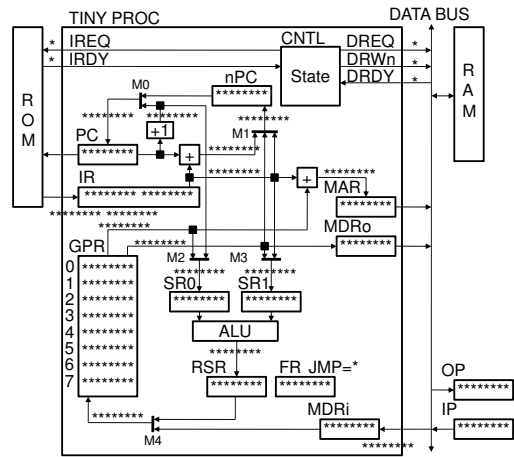 TINY PROC
DATA BUS
* IREQ
* IRDY
CNTL
State
DREQ *
DRWn *
DRDY *
ROM
RAM
M0
nPC
********
********
********
********
+1
M1
PC
********
+
********
IR
******** ********
********
+
********
MAR
********
******** ********
GPR
********
MDRo
********
M2
M3
********
********
0 ********
1 ********
2 ********
3 ********
4 ********
5 ********
6 ********
7 ********
SR0
SR1
********
********
ALU
********
RSR
FR JMP=*
********
********
OP
********
********
M4
MDRi
********
IP
********
********